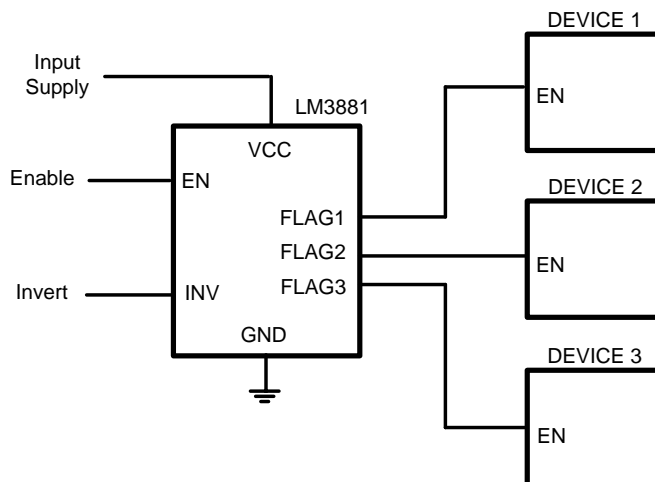 DEVICE 1
Input
Supply
EN
LM3881
VCC
Enable
EN
DEVICE 2
FLAG1
FLAG2
EN
FLAG3
Invert
INV
GND
DEVICE 3
EN